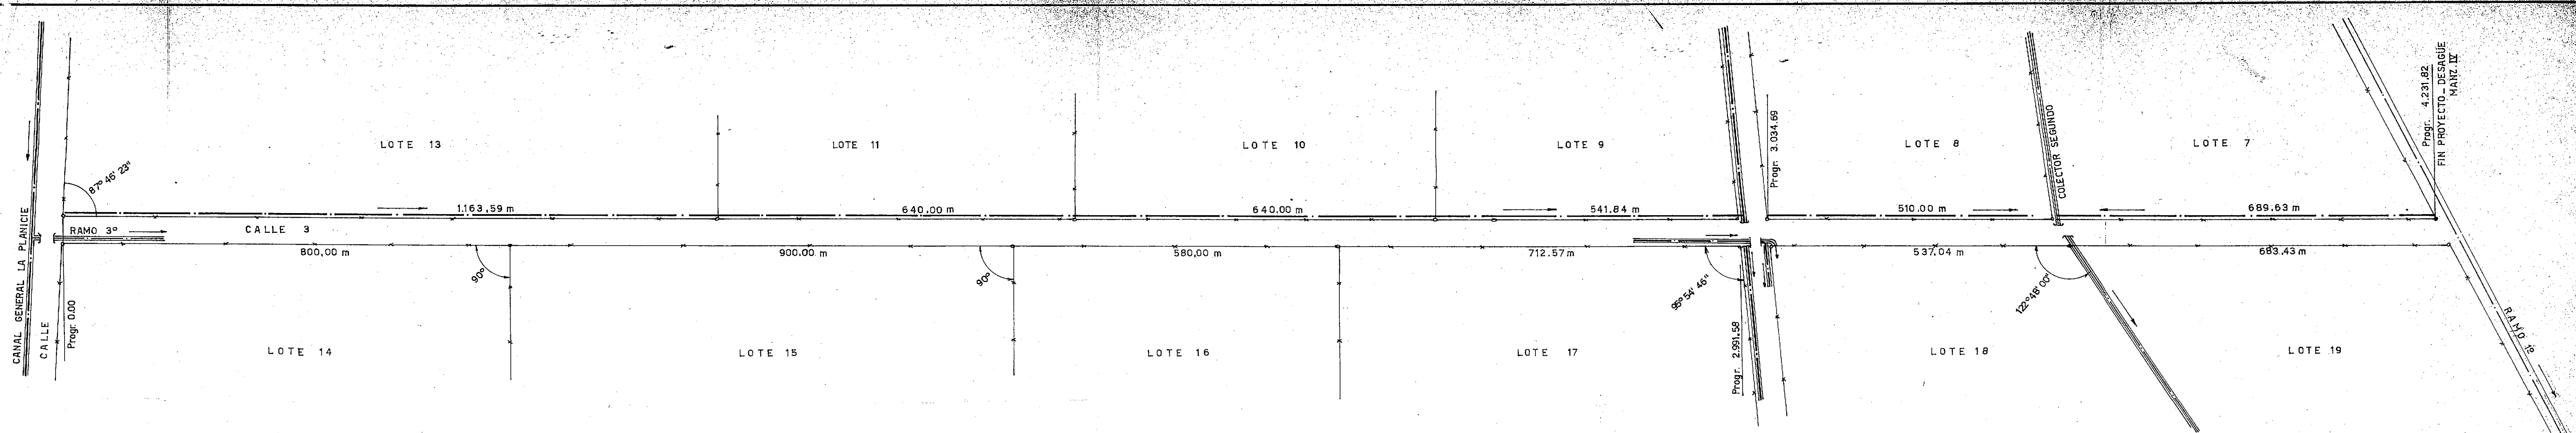 CANAL GENERAL LA PLANICIE
CALLE
Progr. 0.00
87° 46' 23"
RAMO 3°
CALLE 3
LOTE 13
LOTE 11
LOTE 10
LOTE 9
LOTE 8
LOTE 7
1.163,59 m
640,00 m
640,00 m
541.84 m
510.00 m
689.63 m
Progr. 3.034.69
COLECTOR SEGUNDO
Progr. 4.231.82
FIN PROYECTO_DESAGÜE
MANZ. IV
800,00 m
900.00 m
580,00 m
712.57 m
537.04 m
683.43 m
90°
90°
95° 54' 46"
122° 48' 00"
Progr. 2.991.58
LOTE 14
LOTE 15
LOTE 16
LOTE 17
LOTE 18
LOTE 19
RAMO 1º